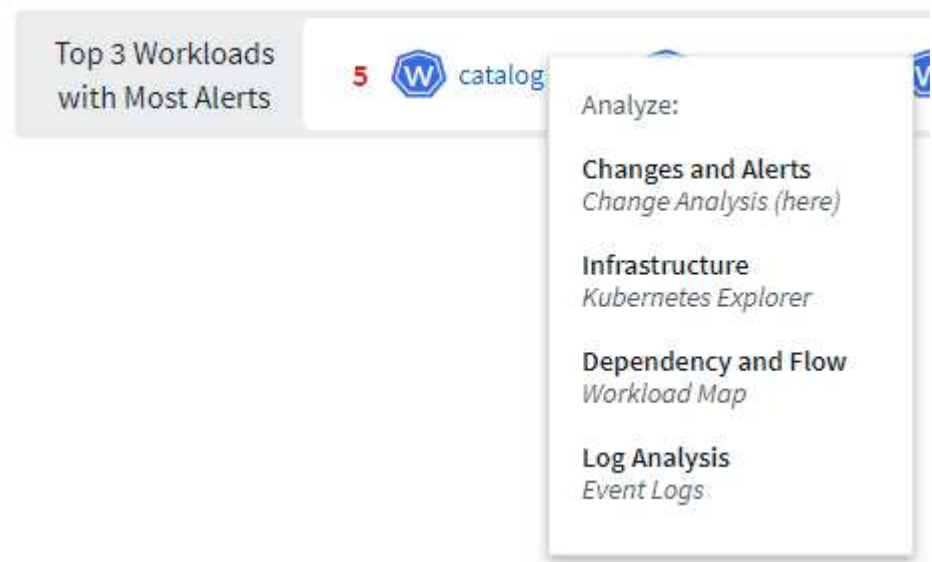 Top 3 Workloads
with Most Alerts
5 W catalog W
Analyze:
Changes and Alerts
Change Analysis (here)
Infrastructure
Kubernetes Explorer
Dependency and Flow
Workload Map
Log Analysis
Event Logs